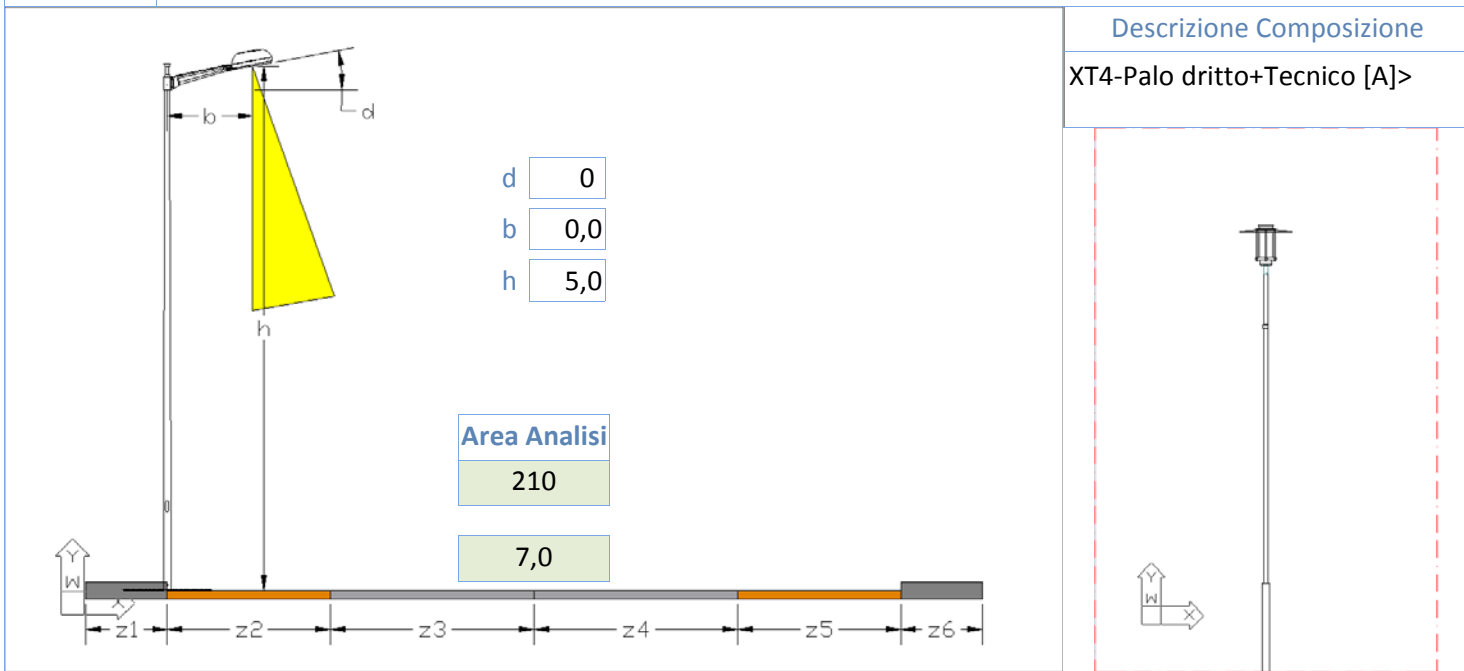 Descrizione Composizione
XT4-Palo dritto+Tecnico [A]>
b
d
d 0
b 0,0
h 5,0
h
Area Analisi
210
7,0
Y
W
X
z1
z2
z3
z4
z5
z6
Y
W
X